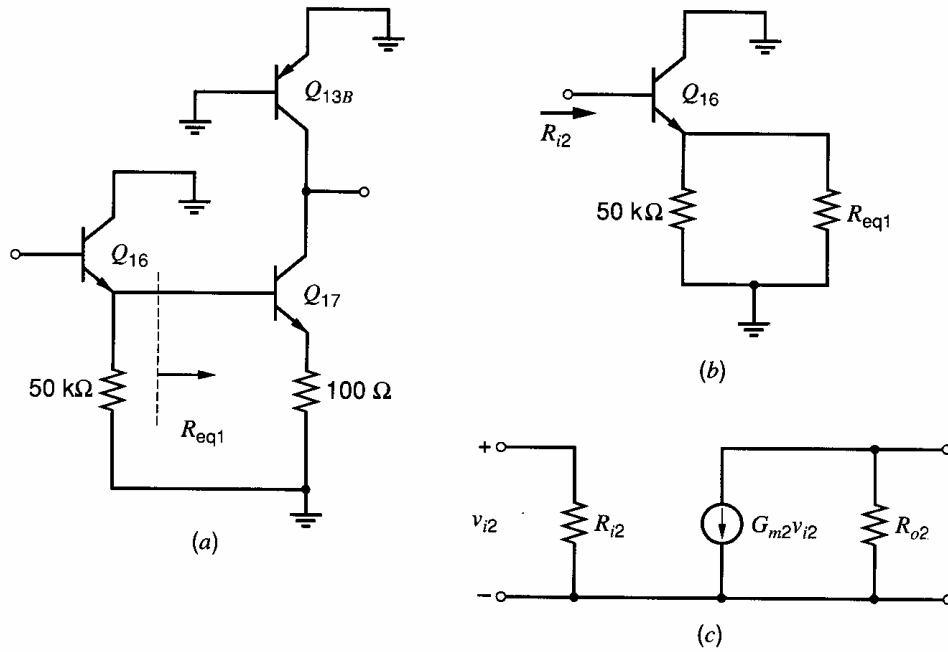 Q13B
Q16
Q17
50 kΩ
100 Ω
Req1
(a)
Q16
Ri2
50 kΩ
Req1
(b)
+
vi2
−
Ri2
Gm2vi2
Ro2
(c)